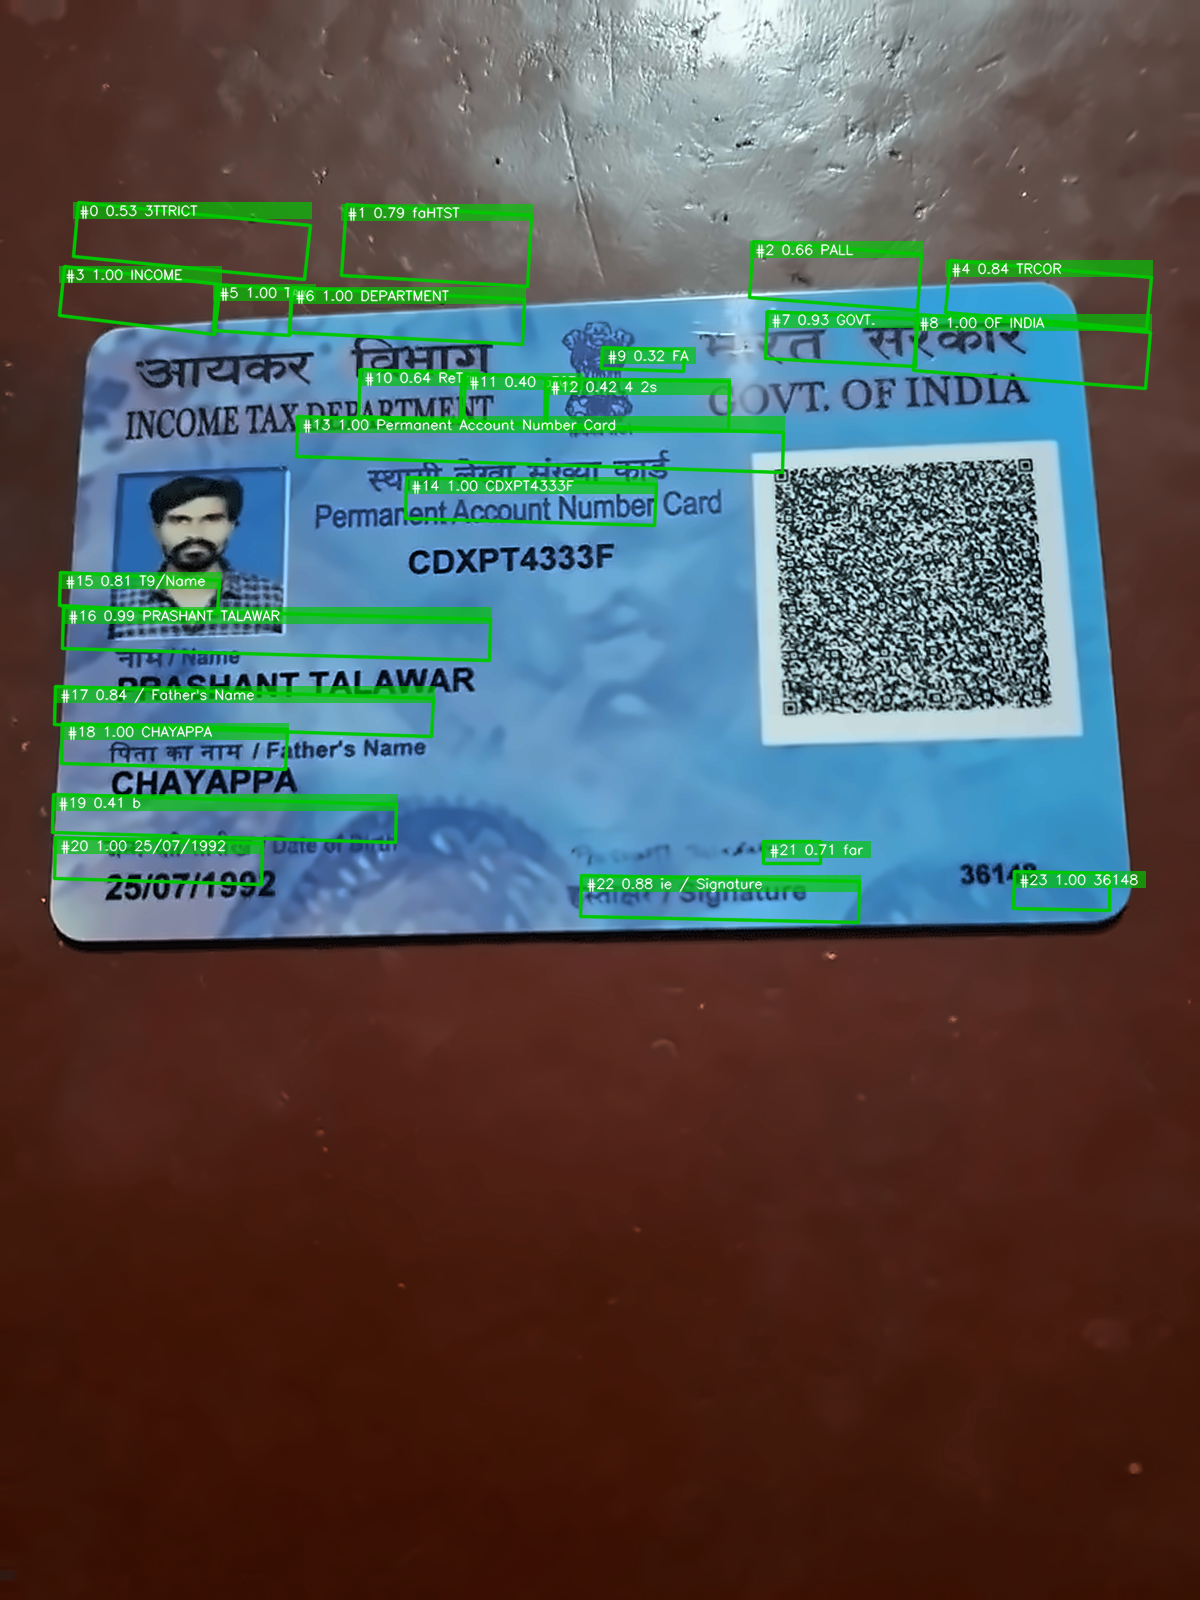 #0 0.53 3TTRICT
#1 0.79 faHTST
#2 0.66 PALL
#3 1.00 INCOME
#4 0.84 TRCOR
#5 1.00
#6 1.00 DEPARTMENT
#7 0.93 GOVT.
#8 1.00 OF INDIA
आयकर विभाग
भारत सरकार
#9 0.32 FA
#10 0.64 ReT
#11 0.40
#12 0.42 4 2s
INCOME TAX DEPARTMENT
GOVT. OF INDIA
#13 1.00 Permanent Account Number Card
स्थायी लेखा संख्या कार्ड
#14 1.00 CDXPT4333F
Permanent Account Number Card
CDXPT4333F
#15 0.81 T9/Name
#16 0.99 PRASHANT TALAWAR
नाम / Name
PRASHANT TALAWAR
#17 0.84 / Father's Name
#18 1.00 CHAYAPPA
पिता का नाम / Father's Name
CHAYAPPA
#19 0.41 b
/ Date of Birth
#20 1.00 25/07/1992
#21 0.71 far
25/07/1992
#22 0.88 ie / Signature
हस्ताक्षर / Signature
36148
#23 1.00 36148